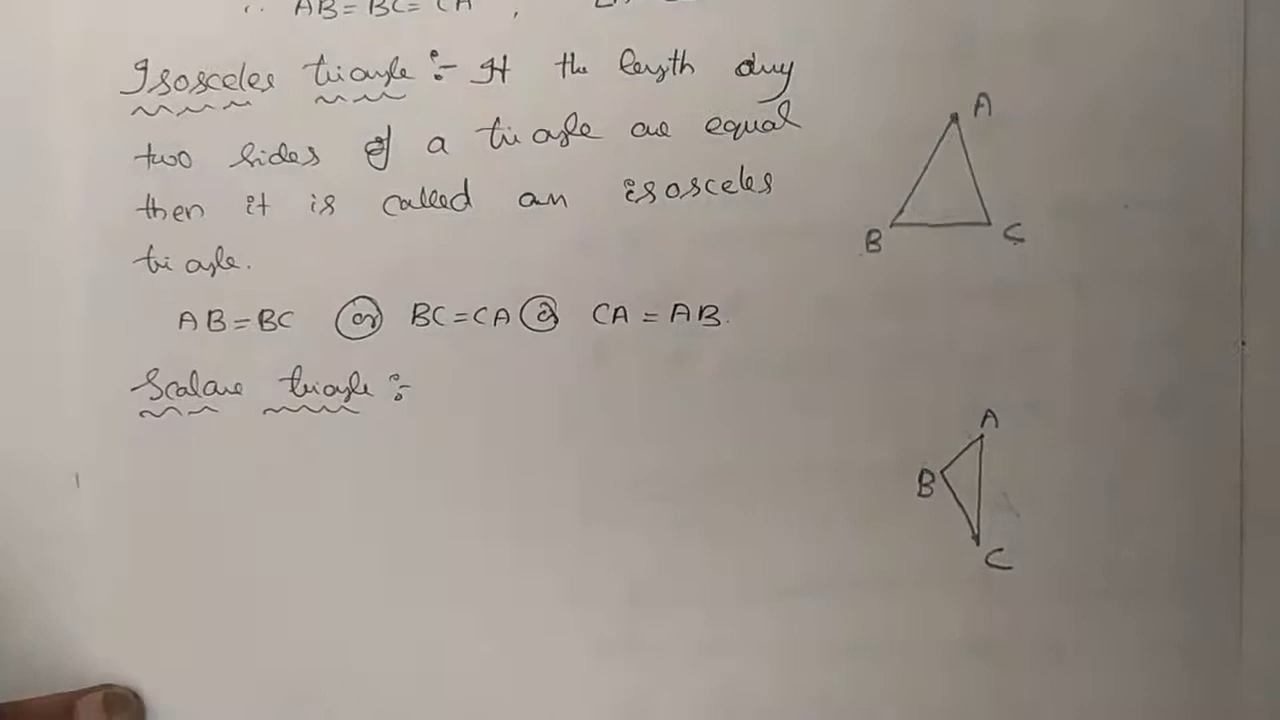 ∴ AB = BC = CA ,
Isosceles triangle :- If the length any
two sides of a triangle are equal
then it is called an isosceles
triangle.
AB = BC or BC = CA or CA = AB.
Scalane triangle :-
A
B
C
A
B
C